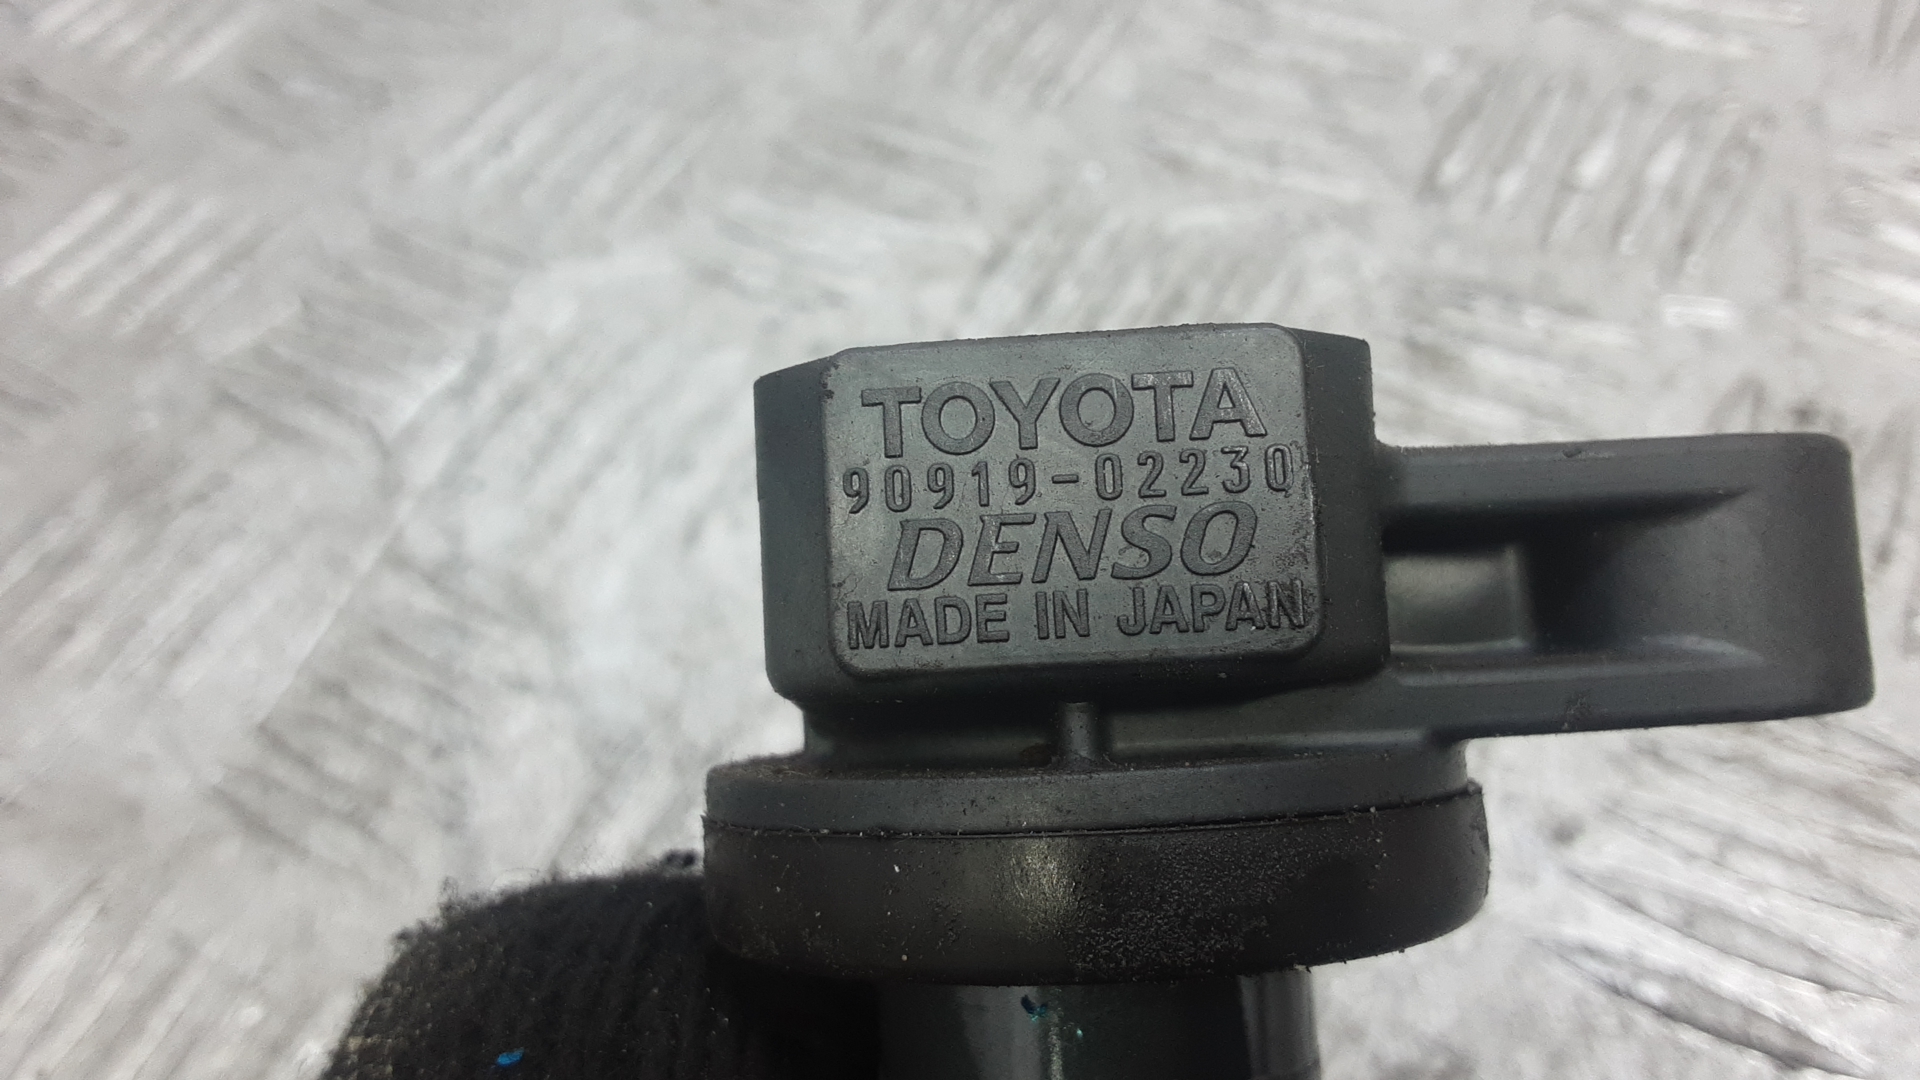 TOYOTA
90919-02230
DENSO
MADE IN JAPAN